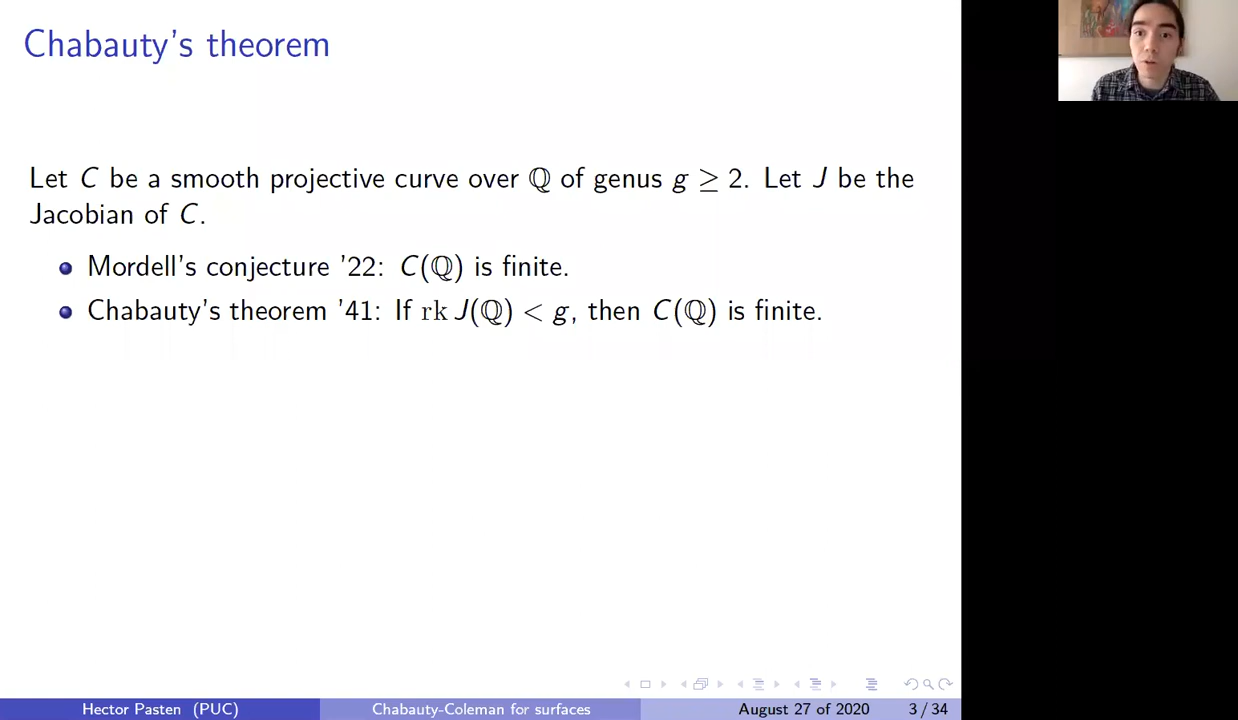 Chabauty's theorem
Let C be a smooth projective curve over ℚ of genus g ≥ 2. Let J be the
Jacobian of C.
Mordell's conjecture '22: C(ℚ) is finite.
Chabauty's theorem '41: If rk J(ℚ) < g, then C(ℚ) is finite.
Hector Pasten (PUC) Chabauty-Coleman for surfaces August 27 of 2020 3 / 34